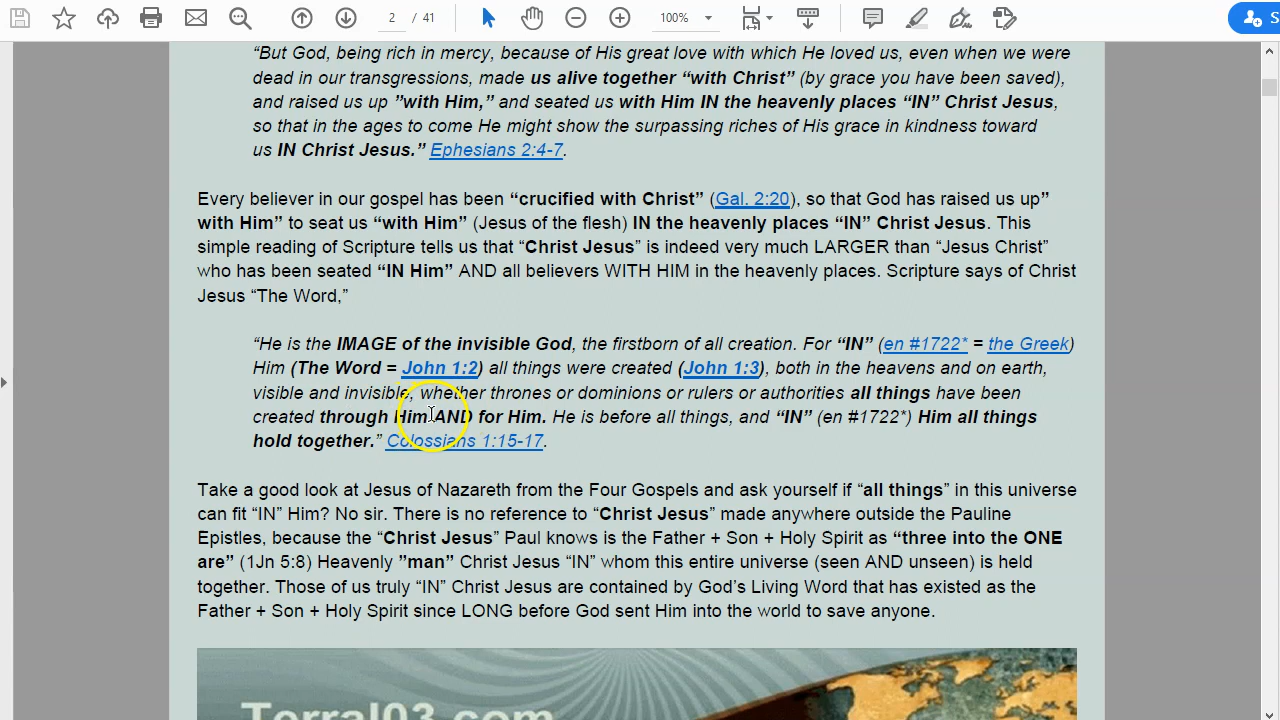 2 / 41
100%
S
“But God, being rich in mercy, because of His great love with which He loved us, even when we were
dead in our transgressions, made us alive together “with Christ” (by grace you have been saved),
and raised us up ”with Him,” and seated us with Him IN the heavenly places “IN” Christ Jesus,
so that in the ages to come He might show the surpassing riches of His grace in kindness toward
us IN Christ Jesus.” Ephesians 2:4-7.
Every believer in our gospel has been “crucified with Christ” (Gal. 2:20), so that God has raised us up”
with Him” to seat us “with Him” (Jesus of the flesh) IN the heavenly places “IN” Christ Jesus. This
simple reading of Scripture tells us that “Christ Jesus” is indeed very much LARGER than “Jesus Christ”
who has been seated “IN Him” AND all believers WITH HIM in the heavenly places. Scripture says of Christ
Jesus “The Word,”
“He is the IMAGE of the invisible God, the firstborn of all creation. For “IN” (en #1722* = the Greek)
Him (The Word = John 1:2) all things were created (John 1:3), both in the heavens and on earth,
visible and invisible, whether thrones or dominions or rulers or authorities all things have been
created through Him AND for Him. He is before all things, and “IN” (en #1722*) Him all things
hold together.” Colossians 1:15-17.
Take a good look at Jesus of Nazareth from the Four Gospels and ask yourself if “all things” in this universe
can fit “IN” Him? No sir. There is no reference to “Christ Jesus” made anywhere outside the Pauline
Epistles, because the “Christ Jesus” Paul knows is the Father + Son + Holy Spirit as “three into the ONE
are” (1Jn 5:8) Heavenly ”man” Christ Jesus “IN” whom this entire universe (seen AND unseen) is held
together. Those of us truly “IN” Christ Jesus are contained by God’s Living Word that has existed as the
Father + Son + Holy Spirit since LONG before God sent Him into the world to save anyone.
Terral03.com